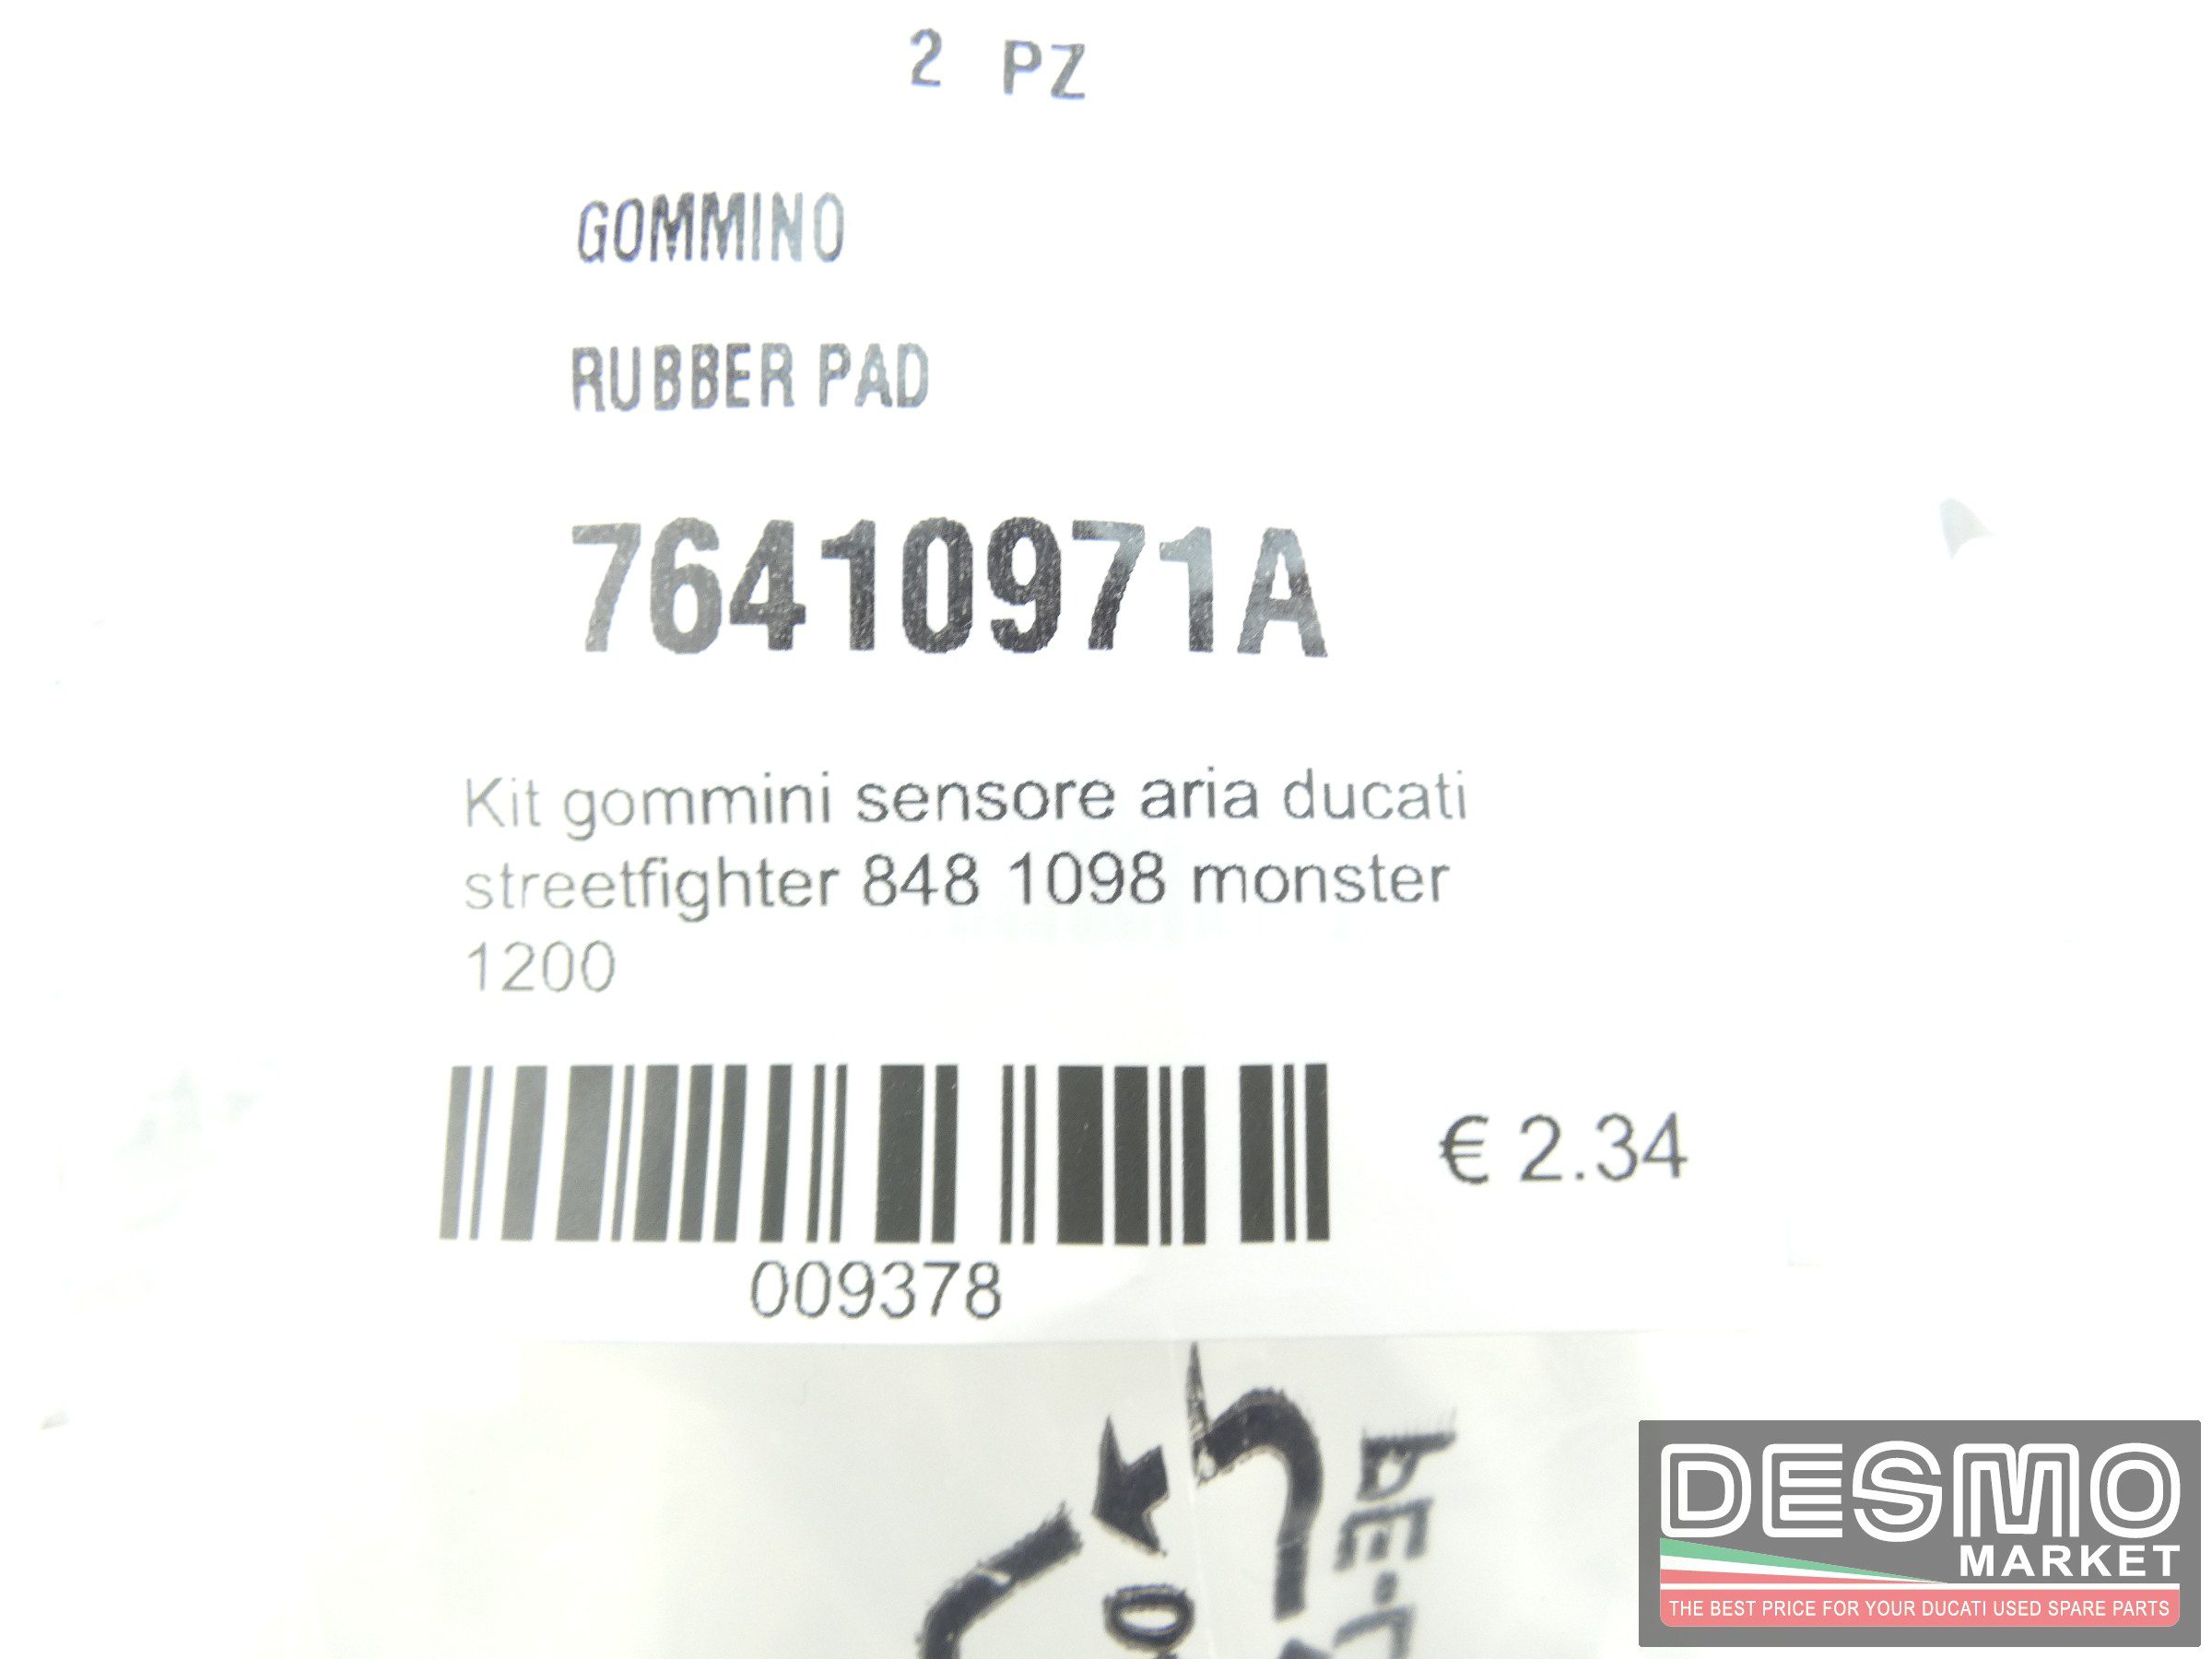 2 PZ
GOMMINO
RUBBER PAD
76410971A
Kit gommini sensore aria ducati
streetfighter 848 1098 monster
1200
€ 2.34
009378
DESMO
MARKET
THE BEST PRICE FOR YOUR DUCATI USED SPARE PARTS